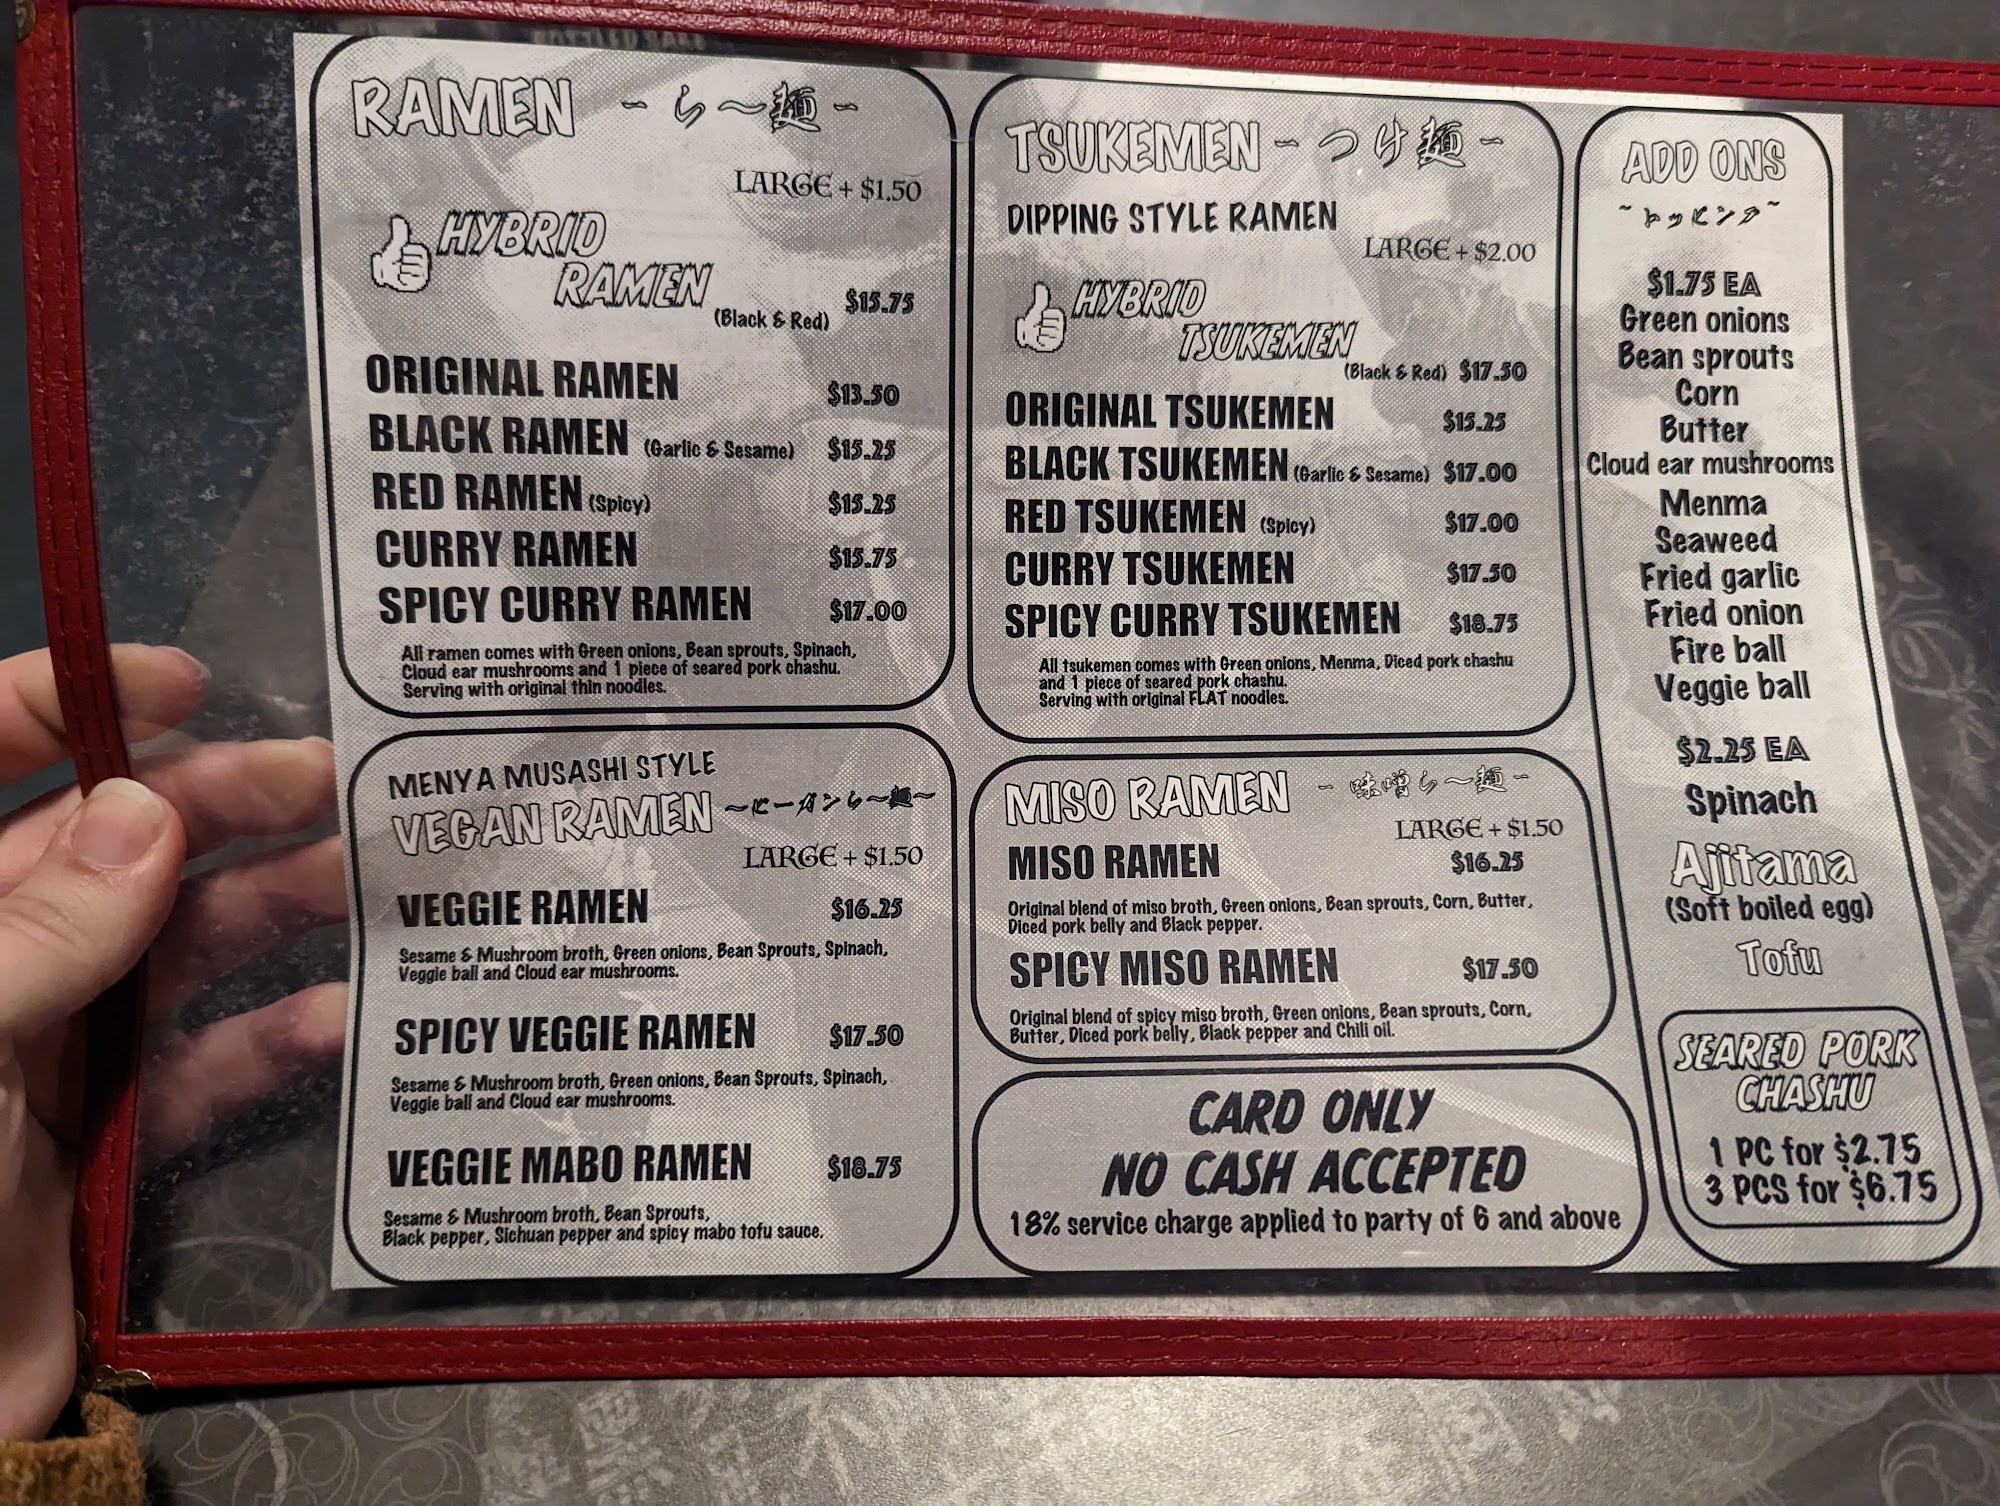 RAMEN - らー麺 -
LARGE + $1.50
HYBRID
RAMEN
(Black & Red) $15.75
ORIGINAL RAMEN $13.50
BLACK RAMEN (Garlic & Sesame) $15.25
RED RAMEN (Spicy) $15.25
CURRY RAMEN $15.75
SPICY CURRY RAMEN $17.00
All ramen comes with Green onions, Bean sprouts, Spinach,
Cloud ear mushrooms and 1 piece of seared pork chashu.
Serving with original thin noodles.
MENYA MUSASHI STYLE
VEGAN RAMEN ~ビーガンらー麺~
LARGE + $1.50
VEGGIE RAMEN $16.25
Sesame & Mushroom broth, Green onions, Bean Sprouts, Spinach,
Veggie ball and Cloud ear mushrooms.
SPICY VEGGIE RAMEN $17.50
Sesame & Mushroom broth, Green onions, Bean Sprouts, Spinach,
Veggie ball and Cloud ear mushrooms.
VEGGIE MABO RAMEN $18.75
Sesame & Mushroom broth, Bean Sprouts,
Black pepper, Sichuan pepper and spicy mabo tofu sauce.
TSUKEMEN - つけ麺 -
DIPPING STYLE RAMEN
LARGE + $2.00
HYBRID
TSUKEMEN
(Black & Red) $17.50
ORIGINAL TSUKEMEN $15.25
BLACK TSUKEMEN (Garlic & Sesame) $17.00
RED TSUKEMEN (Spicy) $17.00
CURRY TSUKEMEN $17.50
SPICY CURRY TSUKEMEN $18.75
All tsukemen comes with Green onions, Menma, Diced pork chashu
and 1 piece of seared pork chashu.
Serving with original FLAT noodles.
MISO RAMEN - 味噌らー麺 -
LARGE + $1.50
MISO RAMEN $16.25
Original blend of miso broth, Green onions, Bean sprouts, Corn, Butter,
Diced pork belly and Black pepper.
SPICY MISO RAMEN $17.50
Original blend of spicy miso broth, Green onions, Bean sprouts, Corn,
Butter, Diced pork belly, Black pepper and Chili oil.
CARD ONLY
NO CASH ACCEPTED
18% service charge applied to party of 6 and above
ADD ONS
~トッピング~
$1.75 EA
Green onions
Bean sprouts
Corn
Butter
Cloud ear mushrooms
Menma
Seaweed
Fried garlic
Fried onion
Fire ball
Veggie ball
$2.25 EA
Spinach
Ajitama
(Soft boiled egg)
Tofu
SEARED PORK
CHASHU
1 PC for $2.75
3 PCS for $6.75